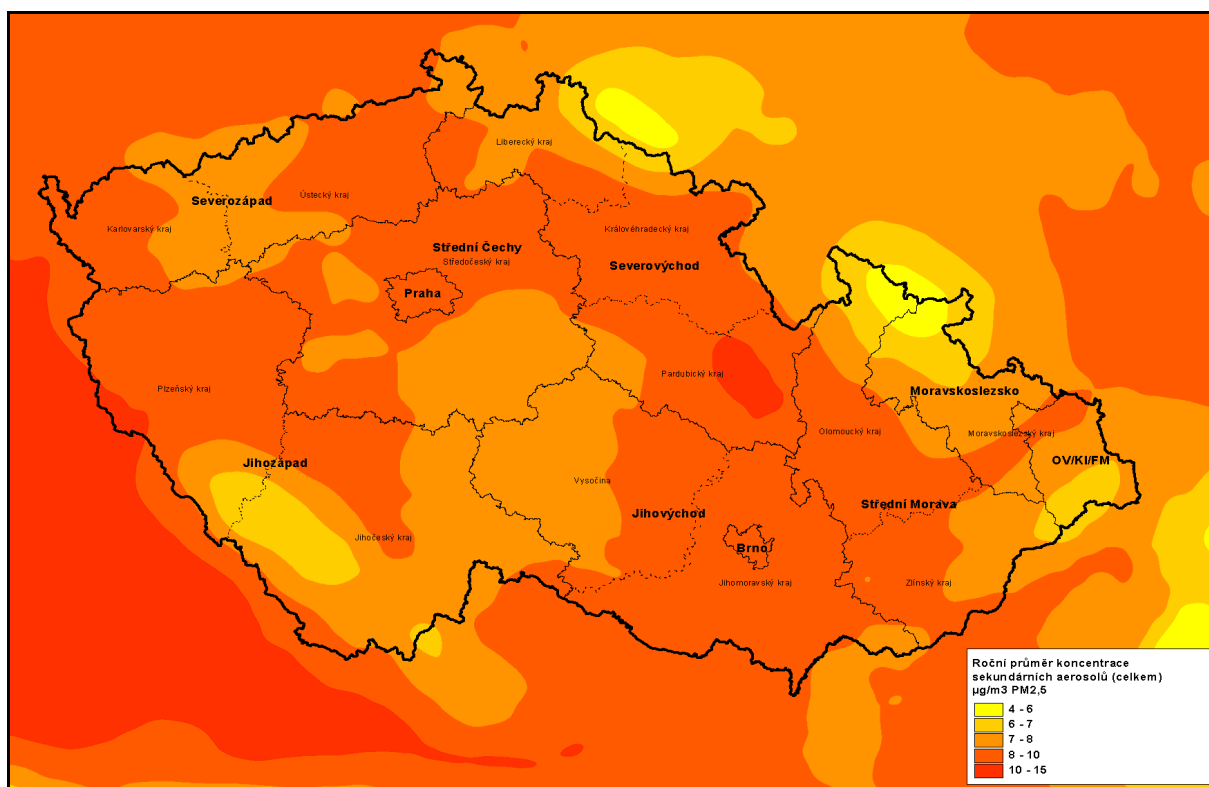 Liberecký kraj
Severozápad
Ústecký kraj
Karlovarský kraj
Střední Čechy
Středočeský kraj
Královéhradecký kraj
Severovýchod
Praha
Plzeňský kraj
Pardubický kraj
Moravskoslezsko
Olomoucký kraj
Moravskoslezský kraj
Jihozápad
OV/KI/FM
Vysočina
Střední Morava
Jihovýchod
Jihočeský kraj
Brno
Jihomoravský kraj
Zlínský kraj
Roční průměr koncentrace
sekundárních aerosolů (celkem)
µg/m3 PM2,5
4 - 6
6 - 7
7 - 8
8 - 10
10 - 15